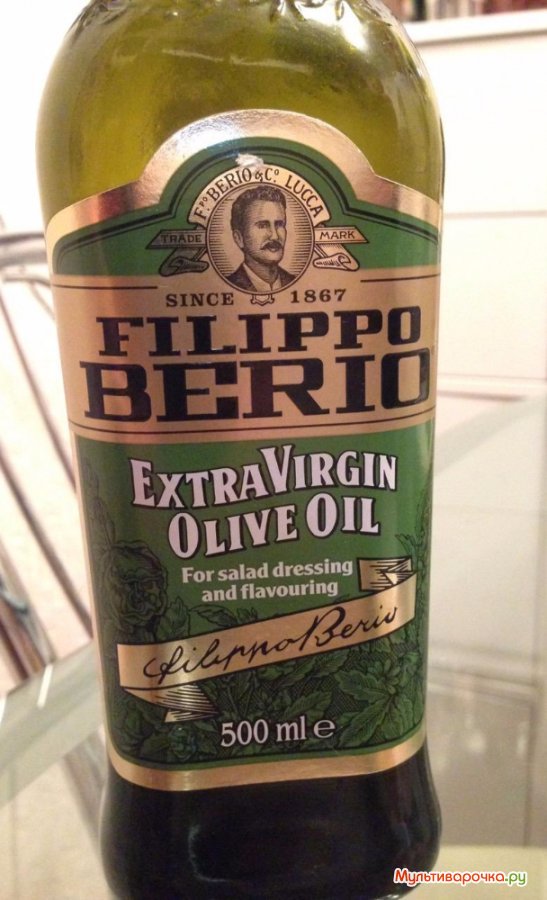 Fpo BERIO & Co. LUCCA
TRADE MARK
SINCE 1867
FILIPPO
BERIO
EXTRA VIRGIN
OLIVE OIL
For salad dressing
and flavouring
Filippo Berio
500 ml e
Мультиварочка.ру